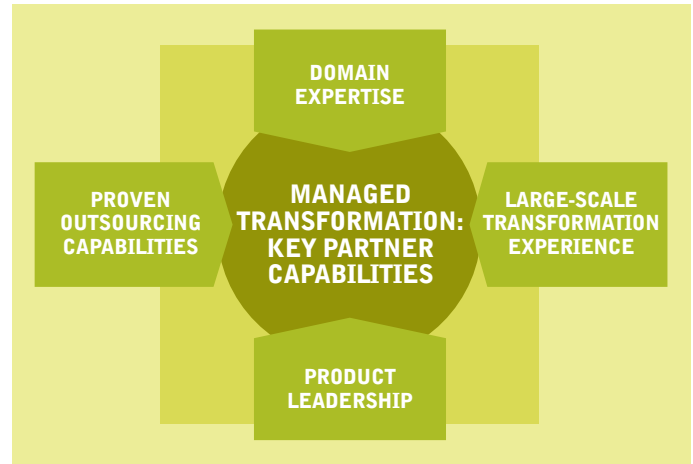 DOMAIN
EXPERTISE
PROVEN
OUTSOURCING
CAPABILITIES
MANAGED
TRANSFORMATION:
KEY PARTNER
CAPABILITIES
LARGE-SCALE
TRANSFORMATION
EXPERIENCE
PRODUCT
LEADERSHIP